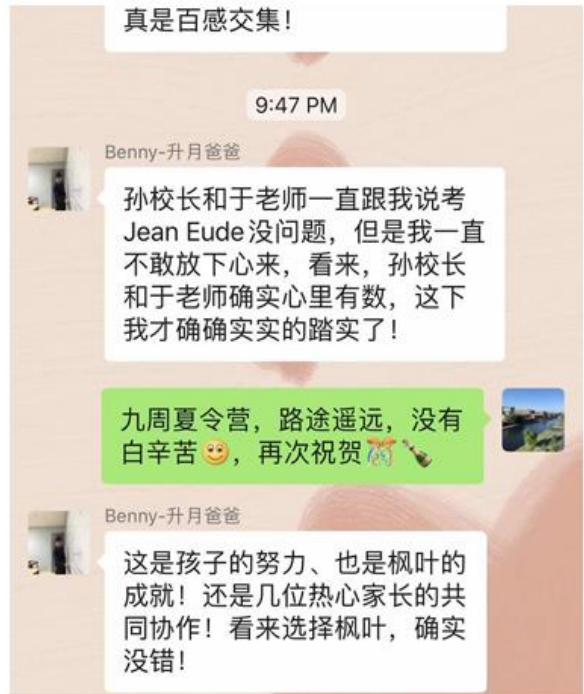 真是百感交集！
9:47 PM
Benny-升月爸爸
孙校长和于老师一直跟我说考
Jean Eude没问题，但是我一直
不敢放下心来，看来，孙校长
和于老师确实心里有数，这下
我才确确实实的踏实了！
九周夏令营，路途遥远，没有
白辛苦🙂，再次祝贺🎊🍾
Benny-升月爸爸
这是孩子的努力、也是枫叶的
成就！还是几位热心家长的共
同协作！看来选择枫叶，确实
没错！